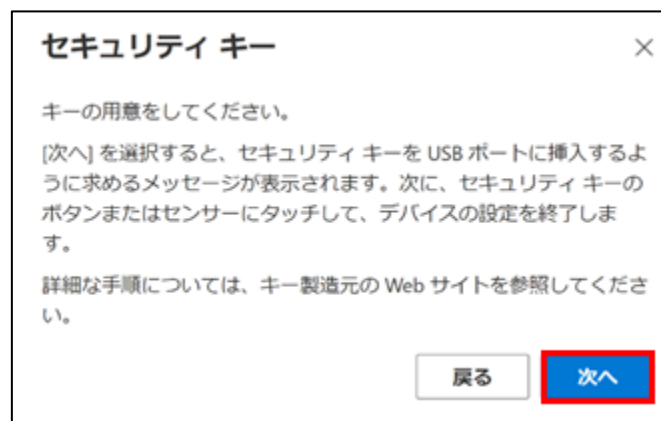 セキュリティ キー
キーの用意をしてください。
[次へ] を選択すると、セキュリティ キーを USB ポートに挿入するよ
うに求めるメッセージが表示されます。次に、セキュリティ キーの
ボタンまたはセンサーにタッチして、デバイスの設定を終了しま
す。
詳細な手順については、キー製造元の Web サイトを参照してくださ
い。
戻る 次へ